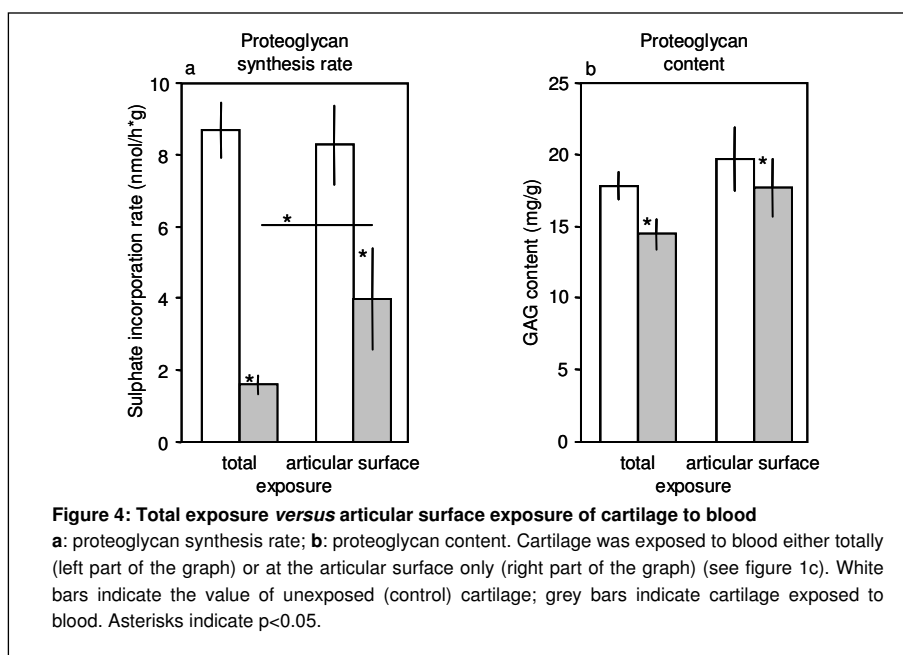 Proteoglycan
synthesis rate
a
Sulphate incorporation rate (nmol/h*g)
10
8
6
4
2
0
*
*
*
total
articular surface
exposure
Proteoglycan
content
b
GAG content (mg/g)
25
20
15
10
5
0
*
*
total
articular surface
exposure
Figure 4: Total exposure versus articular surface exposure of cartilage to blood
a: proteoglycan synthesis rate; b: proteoglycan content. Cartilage was exposed to blood either totally
(left part of the graph) or at the articular surface only (right part of the graph) (see figure 1c). White
bars indicate the value of unexposed (control) cartilage; grey bars indicate cartilage exposed to
blood. Asterisks indicate p<0.05.